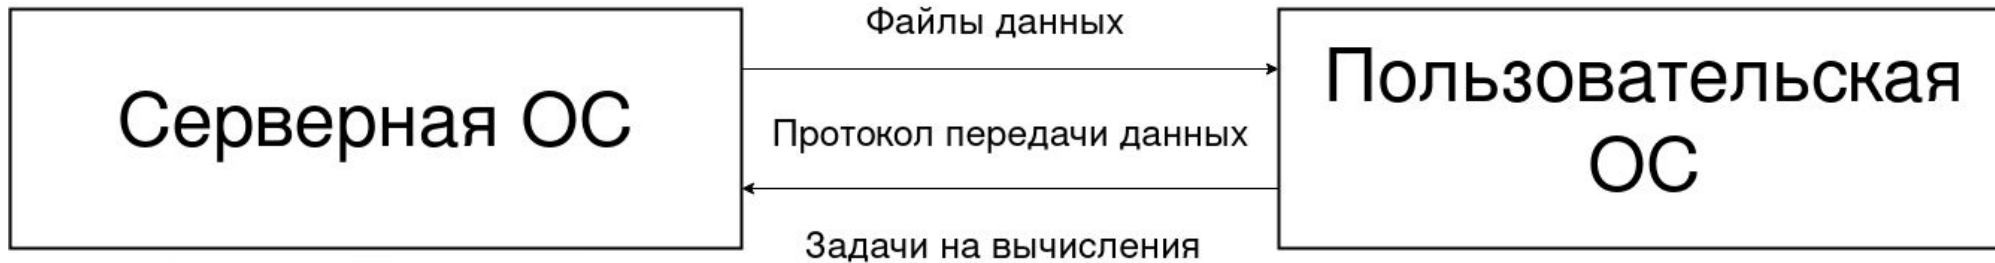 Серверная ОС
Файлы данных
Протокол передачи данных
Задачи на вычисления
Пользовательская
ОС